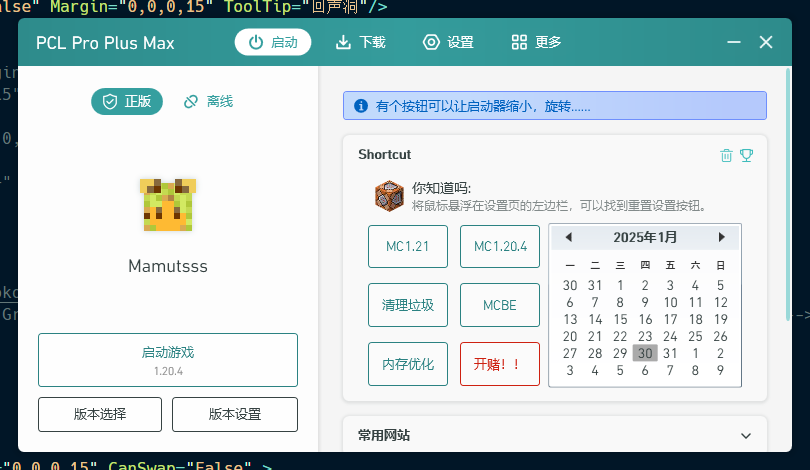 alse" Margin="0,0,0,15" ToolTip="回声洞"/>
PCL Pro Plus Max
启动
下载
设置
更多
正版
离线
Mamutsss
启动游戏
1.20.4
版本选择
版本设置
有个按钮可以让启动器缩小，旋转......
Shortcut
你知道吗:
将鼠标悬浮在设置页的左边栏，可以找到重置设置按钮。
MC1.21
MC1.20.4
清理垃圾
MCBE
内存优化
开赌！！
2025年1月
一 二 三 四 五 六 日
30 31 1 2 3 4 5
6 7 8 9 10 11 12
13 14 15 16 17 18 19
20 21 22 23 24 25 26
27 28 29 30 31 1 2
3 4 5 6 7 8 9
常用网站
="0,0,0,15" CanSwap="False" >